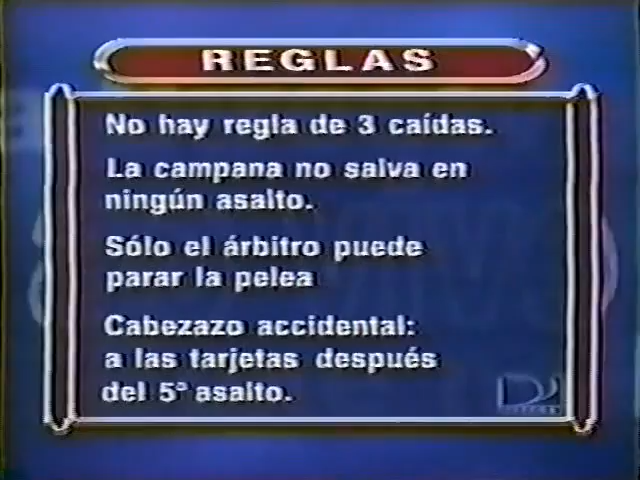 REGLAS
No hay regla de 3 caídas.
La campana no salva en
ningún asalto.
Sólo el árbitro puede
parar la pelea
Cabezazo accidental:
a las tarjetas después
del 5º asalto.